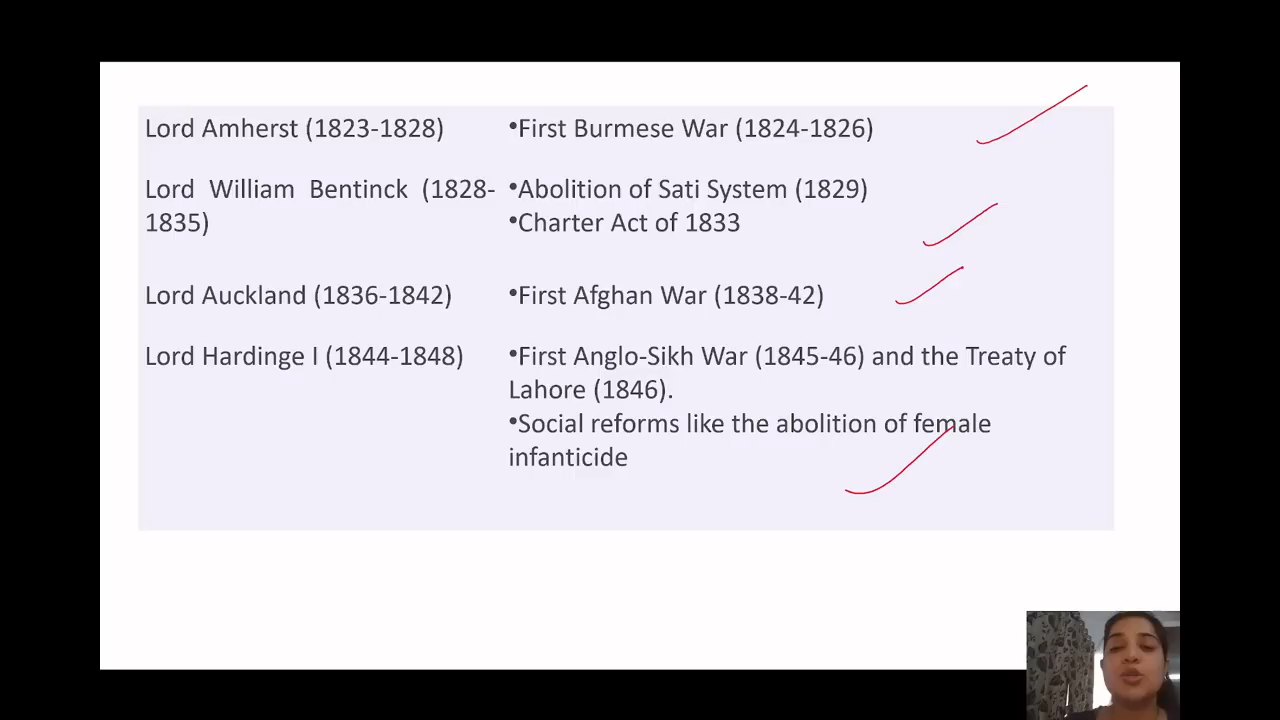 Lord Amherst (1823-1828) •First Burmese War (1824-1826)
Lord William Bentinck (1828- •Abolition of Sati System (1829)
1835) •Charter Act of 1833
Lord Auckland (1836-1842) •First Afghan War (1838-42)
Lord Hardinge I (1844-1848) •First Anglo-Sikh War (1845-46) and the Treaty of
Lahore (1846).
•Social reforms like the abolition of female
infanticide